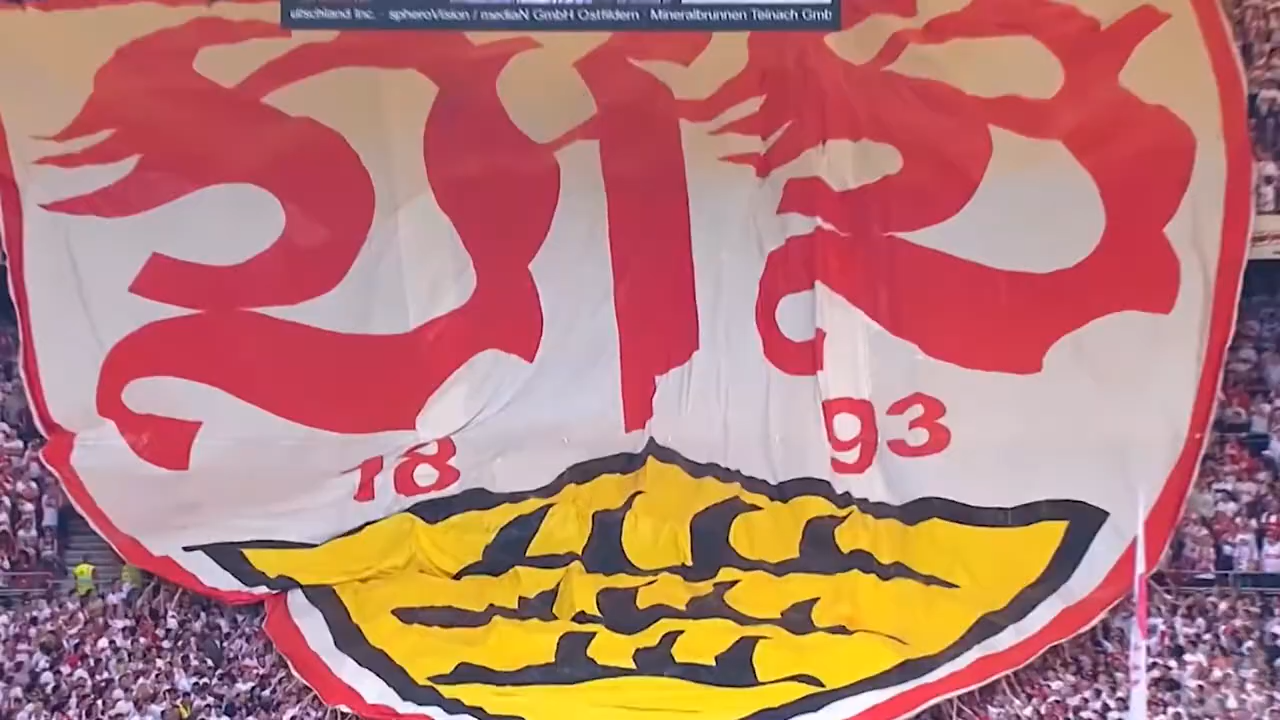 utschland Inc. · spheroVision / mediaN GmbH Ostfildern · Mineralbrunnen Teinach Gmb
VfB
18 93